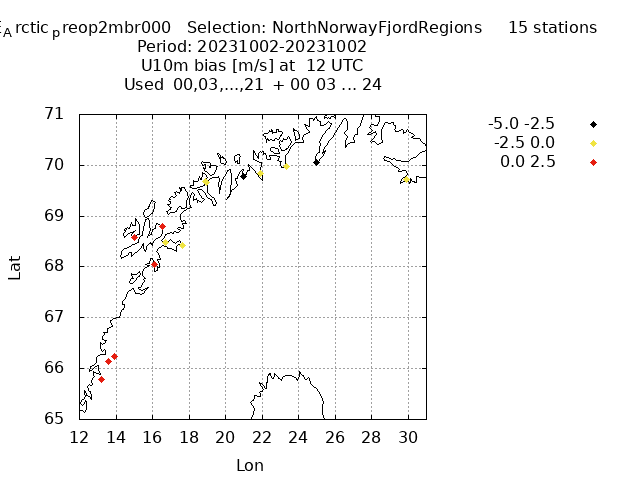 E_Arctic_preop2mbr000 Selection: NorthNorwayFjordRegions 15 stations
Period: 20231002-20231002
U10m bias [m/s] at 12 UTC
Used 00,03,...,21 + 00 03 ... 24
-5.0 -2.5
-2.5 0.0
0.0 2.5
71
70
69
68
67
66
65
Lat
12 14 16 18 20 22 24 26 28 30
Lon